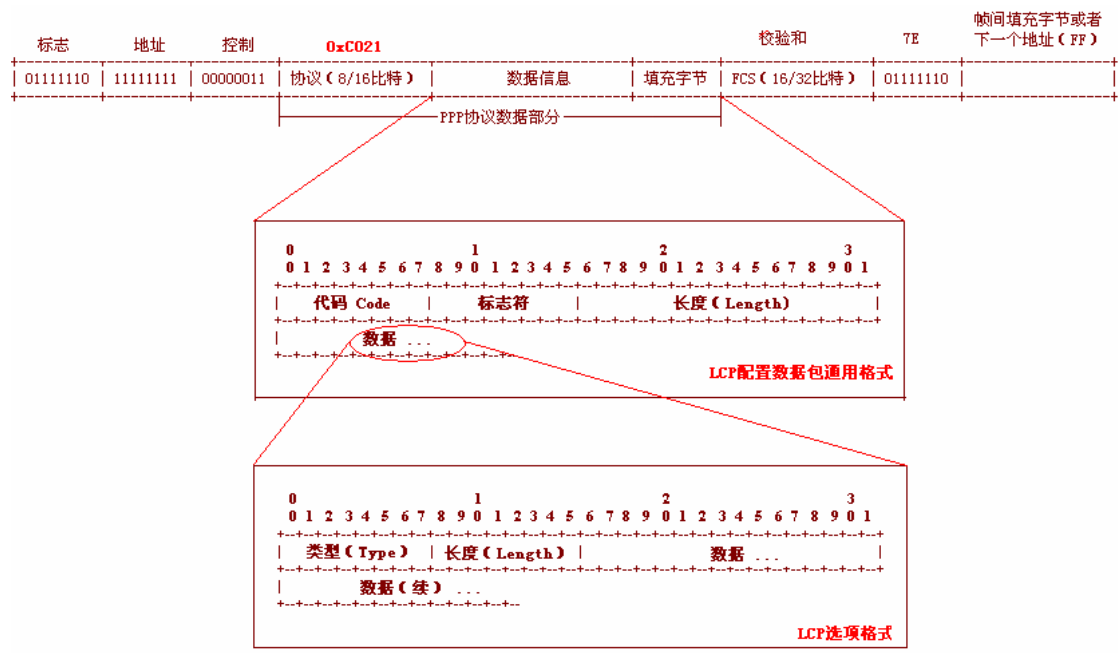 帧间填充字节或者
标志 地址 控制 0xC021 校验和 7E 下一个地址(FF)
01111110 | 11111111 | 00000011 | 协议(8/16比特) | 数据信息 | 填充字节 | FCS(16/32比特) | 01111110 |
PPP协议数据部分
0 1 2 3
0 1 2 3 4 5 6 7 8 9 0 1 2 3 4 5 6 7 8 9 0 1 2 3 4 5 6 7 8 9 0 1
代码 Code | 标志符 | 长度(Length)
数据 ...
LCP配置数据包通用格式
0 1 2 3
0 1 2 3 4 5 6 7 8 9 0 1 2 3 4 5 6 7 8 9 0 1 2 3 4 5 6 7 8 9 0 1
类型(Type) | 长度(Length) | 数据 ...
数据(续) ...
LCP选项格式